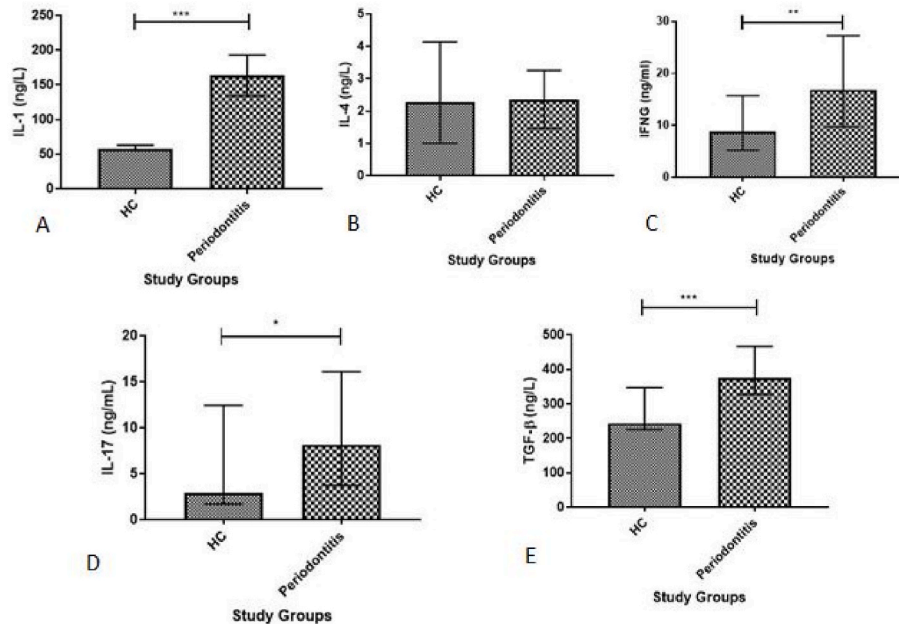 ***
250
200
150
100
50
0
IL-1 (ng/L)
HC
Periodontitis
Study Groups
A
5
4
3
2
1
0
IL-4 (ng/L)
HC
Periodontitis
Study Groups
B
**
30
20
10
0
IFNG (ng/ml)
HC
Periodontitis
Study Groups
C
*
20
15
10
5
0
IL-17 (ng/mL)
HC
Periodontitis
Study Groups
D
***
500
400
300
200
100
0
TGF-β (ng/L)
HC
Periodontitis
Study Groups
E